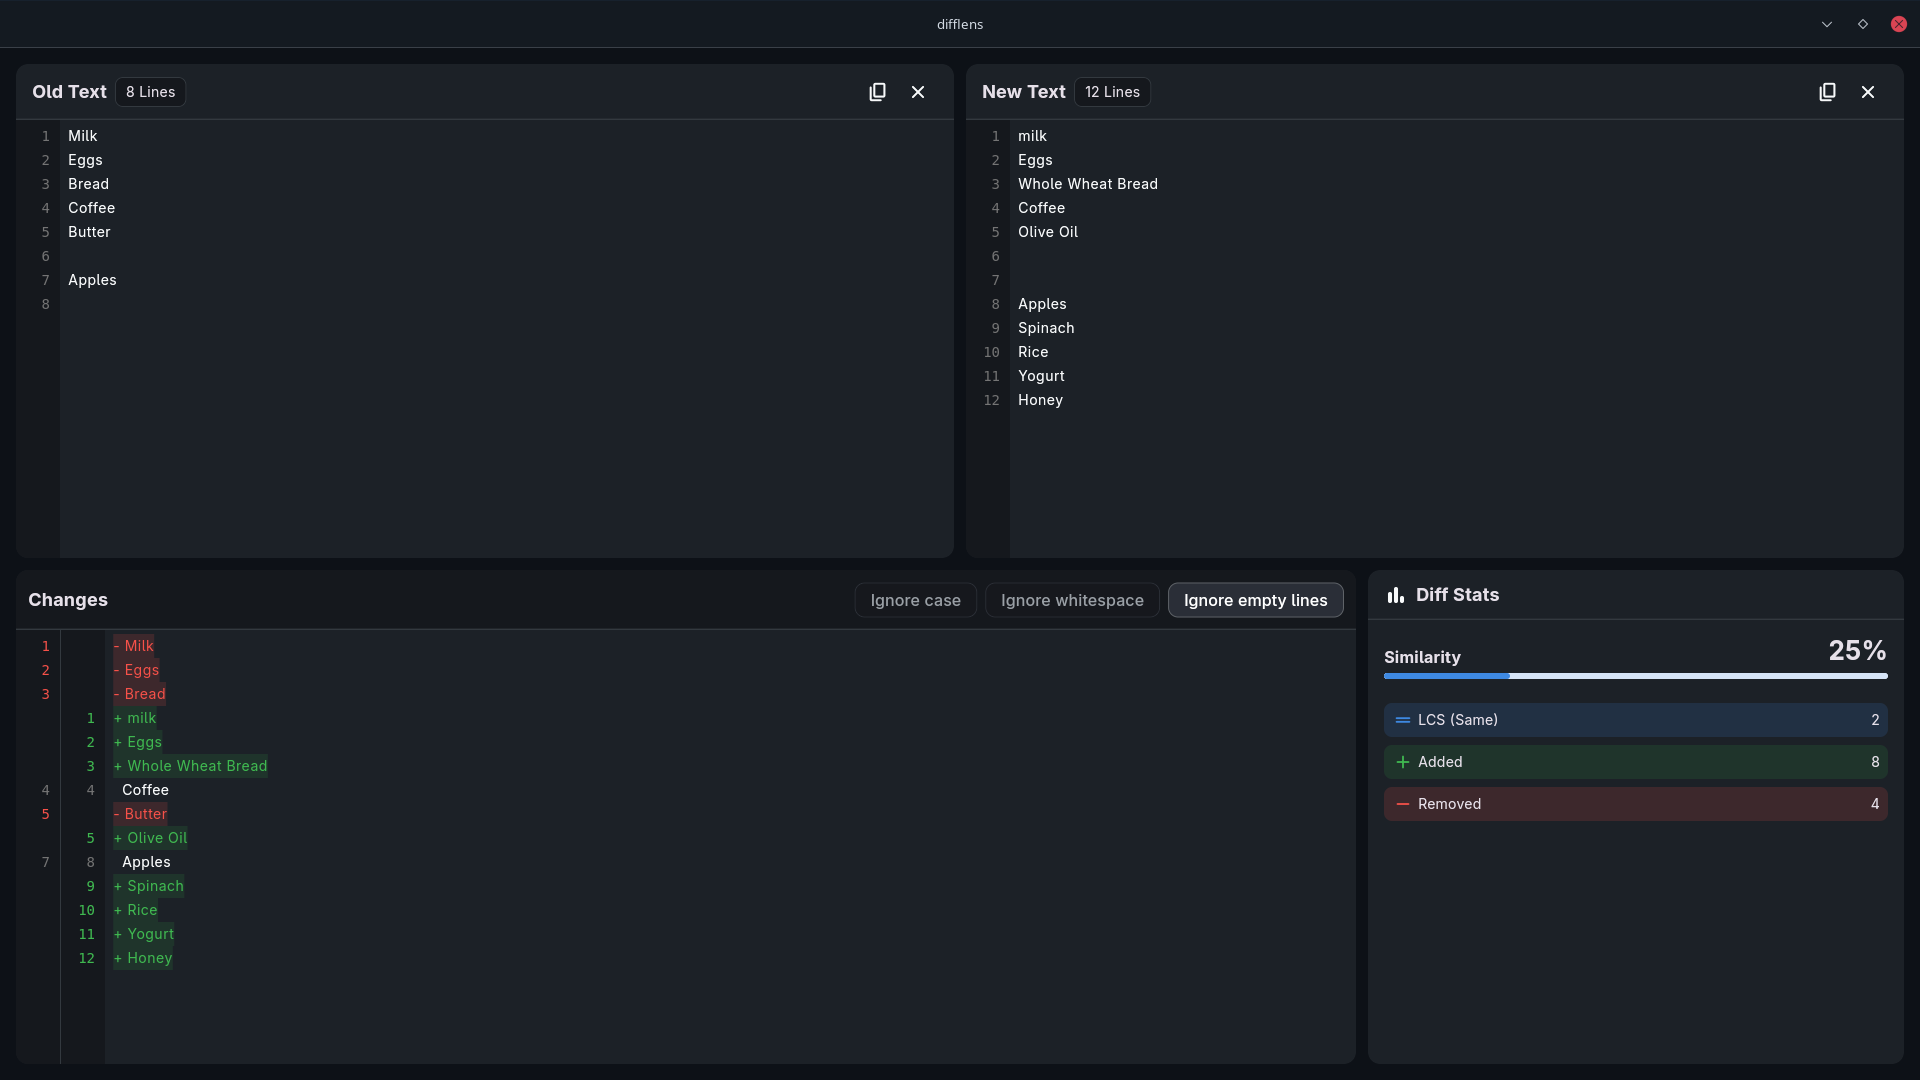 difflens
Old Text 8 Lines
1 Milk
2 Eggs
3 Bread
4 Coffee
5 Butter
6
7 Apples
8
New Text 12 Lines
1 milk
2 Eggs
3 Whole Wheat Bread
4 Coffee
5 Olive Oil
6
7
8 Apples
9 Spinach
10 Rice
11 Yogurt
12 Honey
Changes Ignore case Ignore whitespace Ignore empty lines
1 - Milk
2 - Eggs
3 - Bread
1 + milk
2 + Eggs
3 + Whole Wheat Bread
4 4 Coffee
5 - Butter
5 + Olive Oil
7 8 Apples
9 + Spinach
10 + Rice
11 + Yogurt
12 + Honey
Diff Stats
Similarity 25%
LCS (Same) 2
Added 8
Removed 4